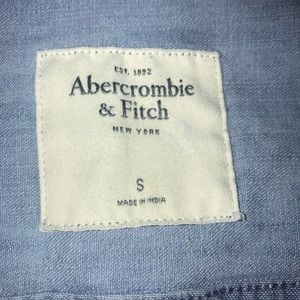 EST. 1892
Abercrombie
& Fitch
NEW YORK
S
MADE IN INDIA